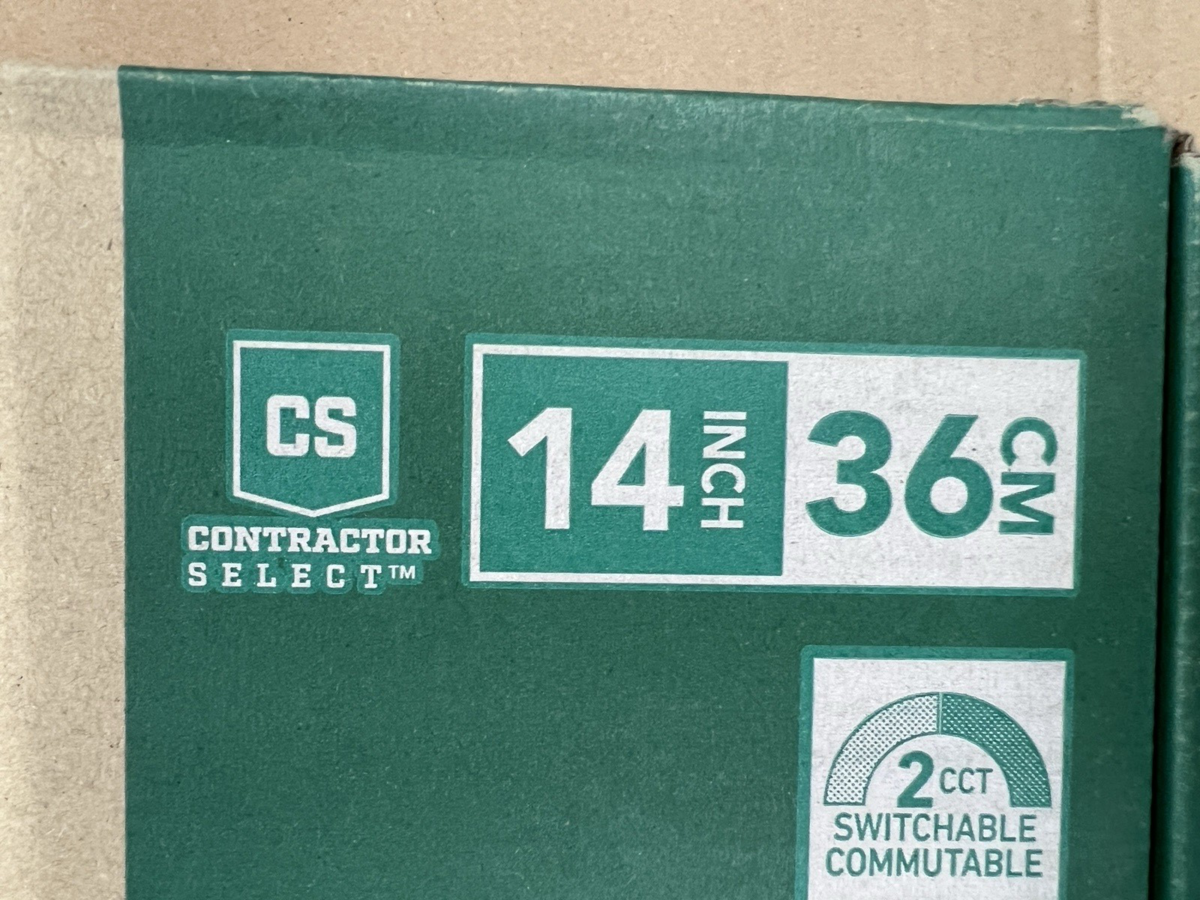 CS
CONTRACTOR
SELECT™
14 INCH
36 CM
2 CCT
SWITCHABLE
COMMUTABLE